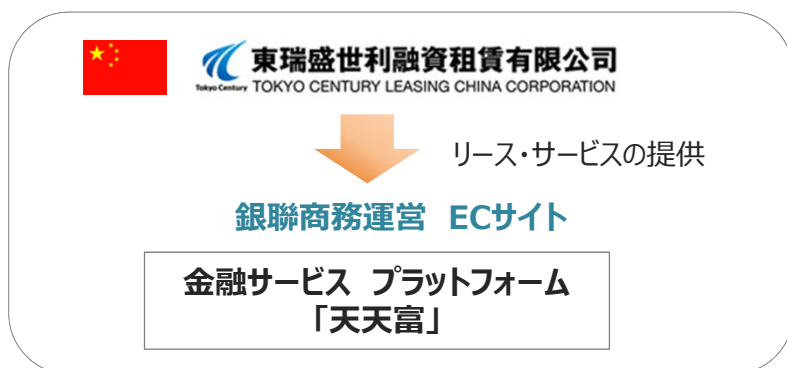 東瑞盛世利融資租賃有限公司
Tokyo Century TOKYO CENTURY LEASING CHINA CORPORATION
リース・サービスの提供
銀聯商務運営 ECサイト
金融サービス プラットフォーム
「天天富」